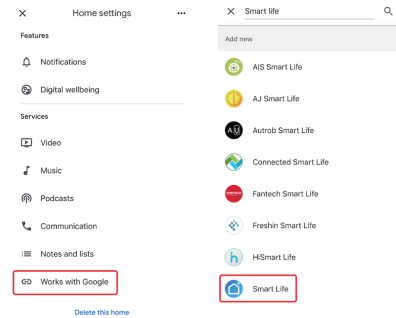 Home settings
Features
Notifications
Digital wellbeing
Services
Video
Music
Podcasts
Communication
Notes and lists
Works with Google
Delete this home
Smart life
Add new
AIS Smart Life
AJ Smart Life
AU
Autrob Smart Life
Connected Smart Life
Fantech Smart Life
Freshin Smart Life
h
HiSmart Life
Smart Life